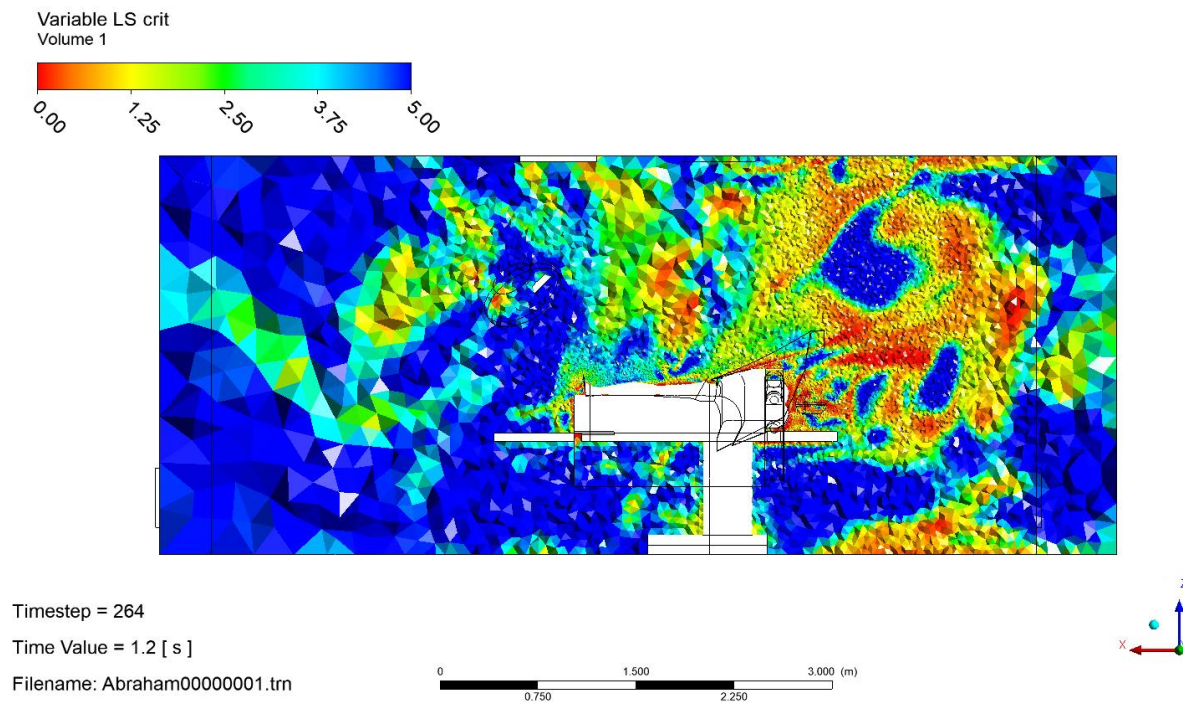 Variable LS crit
Volume 1
0.00
1.25
2.50
3.75
5.00
Timestep = 264
Time Value = 1.2 [ s ]
Filename: Abraham00000001.trn
0 1.500 3.000 (m)
0.750 2.250
Z
X